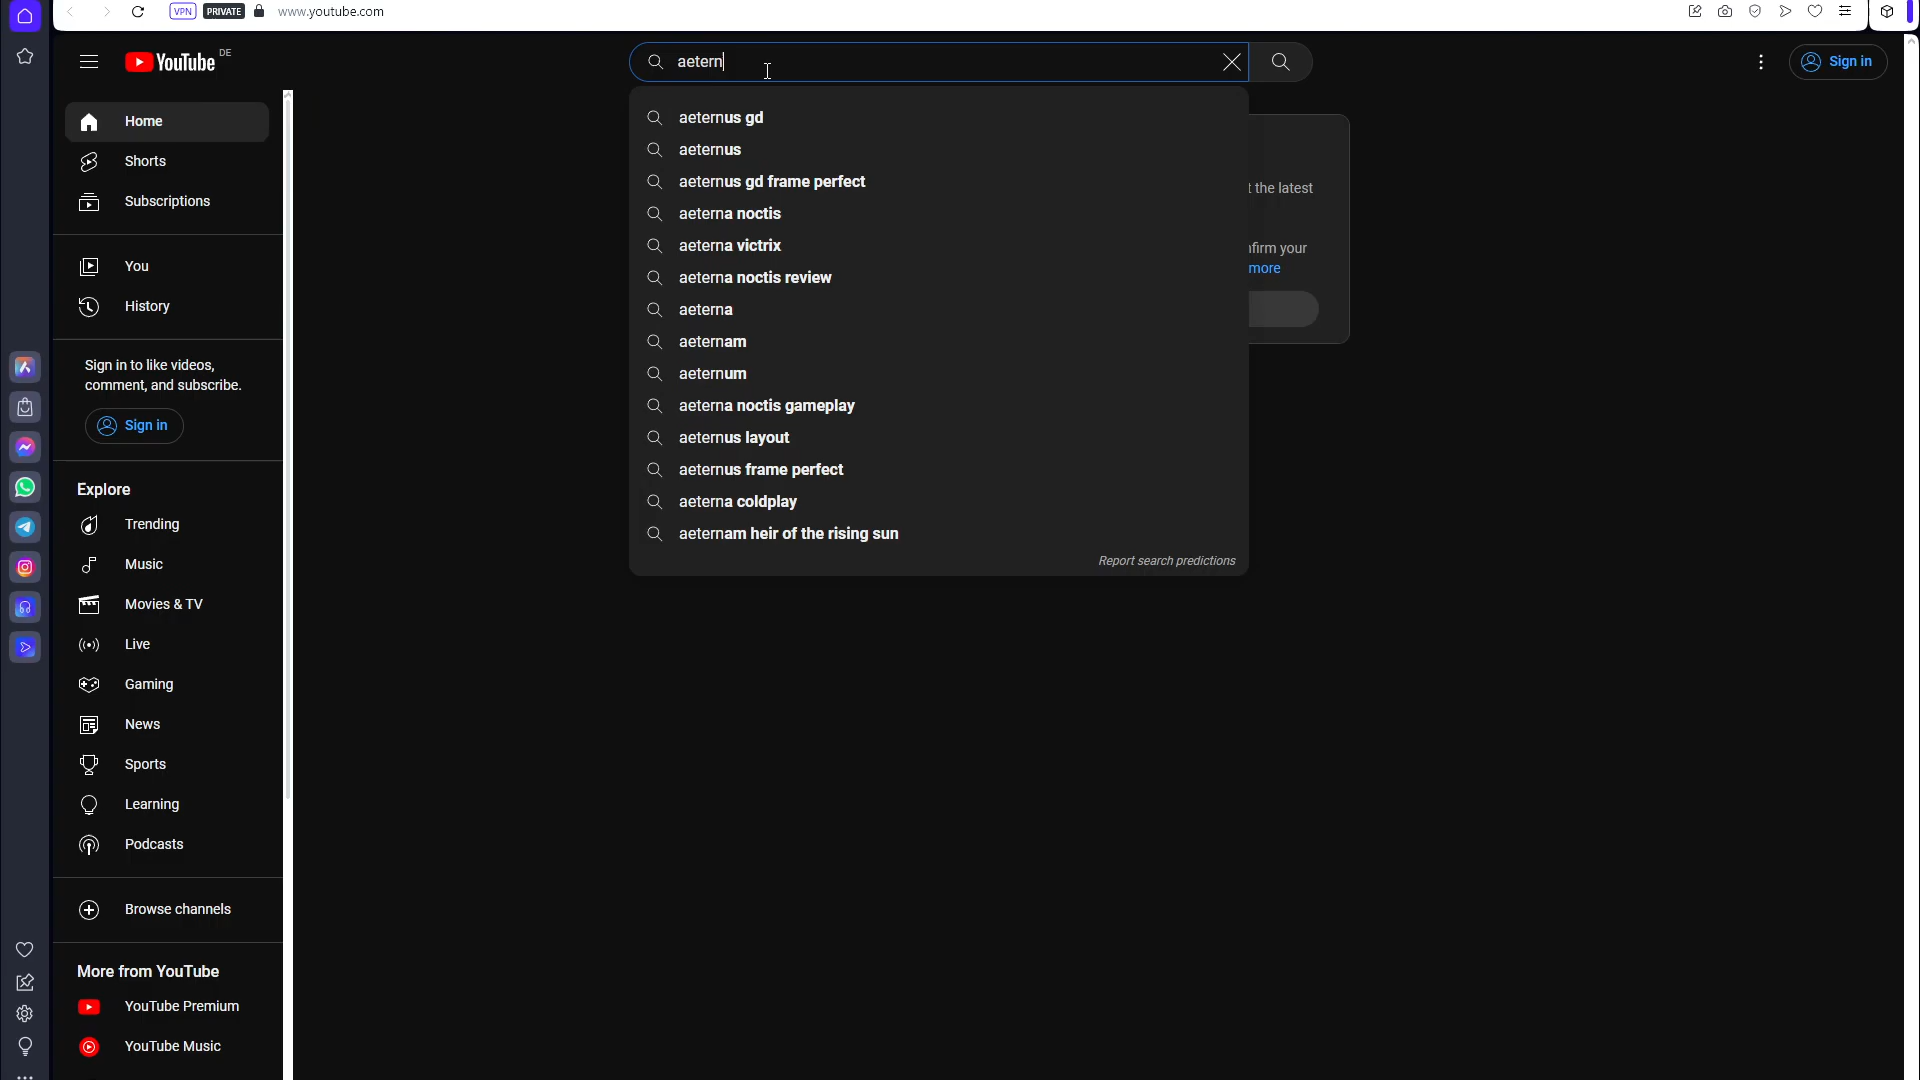 VPN PRIVATE www.youtube.com
YouTube DE
aetern
Sign in
Home
Shorts
Subscriptions
You
History
Sign in to like videos,
comment, and subscribe.
Sign in
Explore
Trending
Music
Movies & TV
Live
Gaming
News
Sports
Learning
Podcasts
Browse channels
More from YouTube
YouTube Premium
YouTube Music
aeternus gd
aeternus
aeternus gd frame perfect
aeterna noctis
aeterna victrix
aeterna noctis review
aeterna
aeternam
aeternum
aeterna noctis gameplay
aeternus layout
aeternus frame perfect
aeterna coldplay
aeternam heir of the rising sun
Report search predictions
t the latest
nfirm your
more